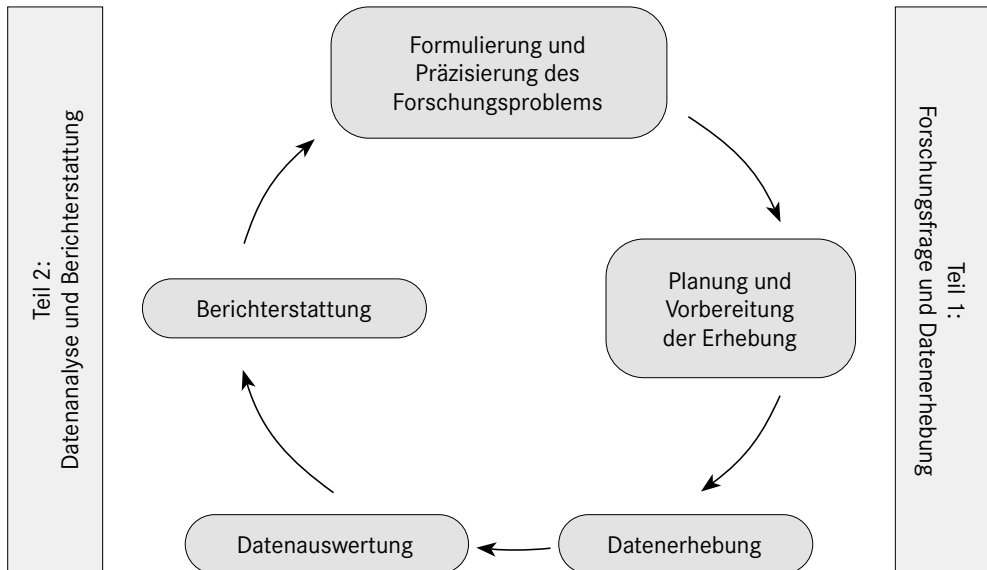 Formulierung und
Präzisierung des
Forschungsproblems
Planung und
Vorbereitung
der Erhebung
Datenerhebung
Datenauswertung
Berichterstattung
Teil 1:
Forschungsfrage und Datenerhebung
Teil 2:
Datenanalyse und Berichterstattung